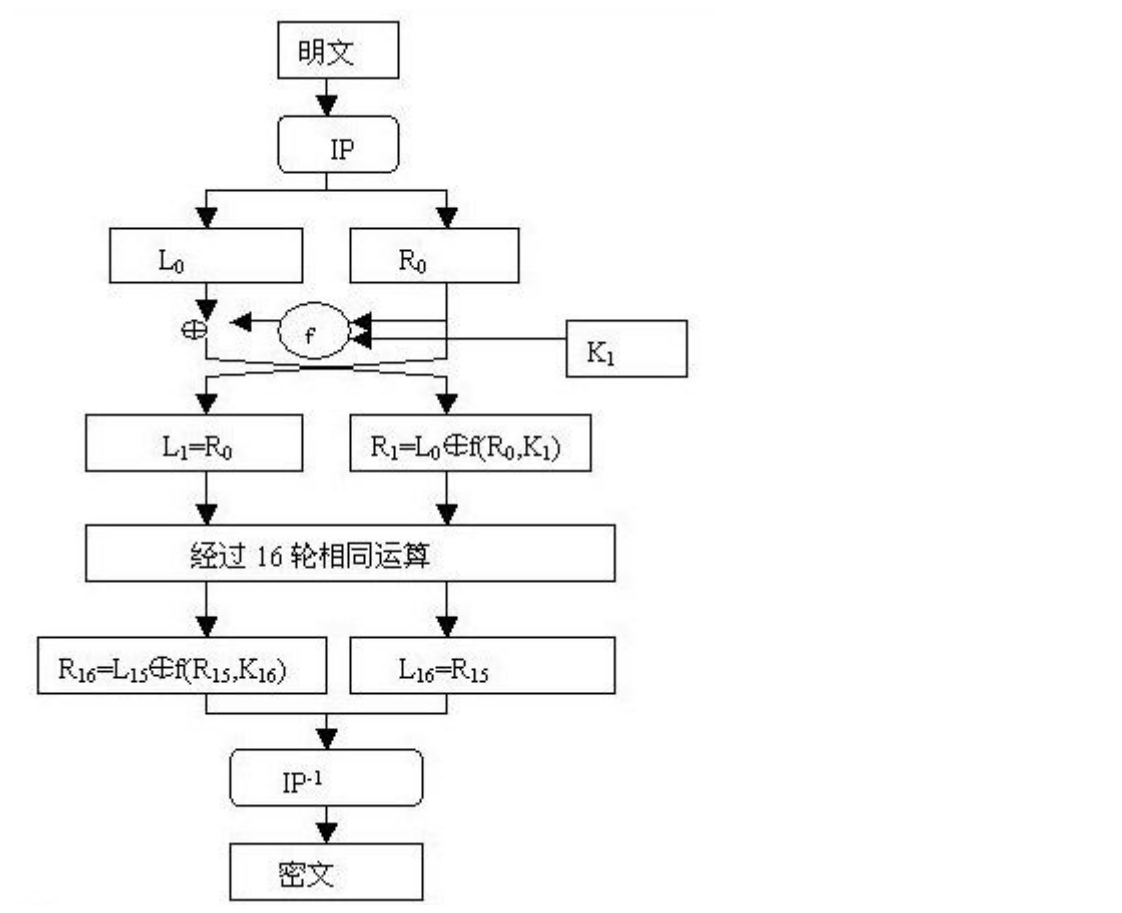 明文
IP
L₀
R₀
⊕
f
K₁
L₁=R₀
R₁=L₀⊕f(R₀,K₁)
经过 16 轮相同运算
R₁₆=L₁₅⊕f(R₁₅,K₁₆)
L₁₆=R₁₅
IP⁻¹
密文